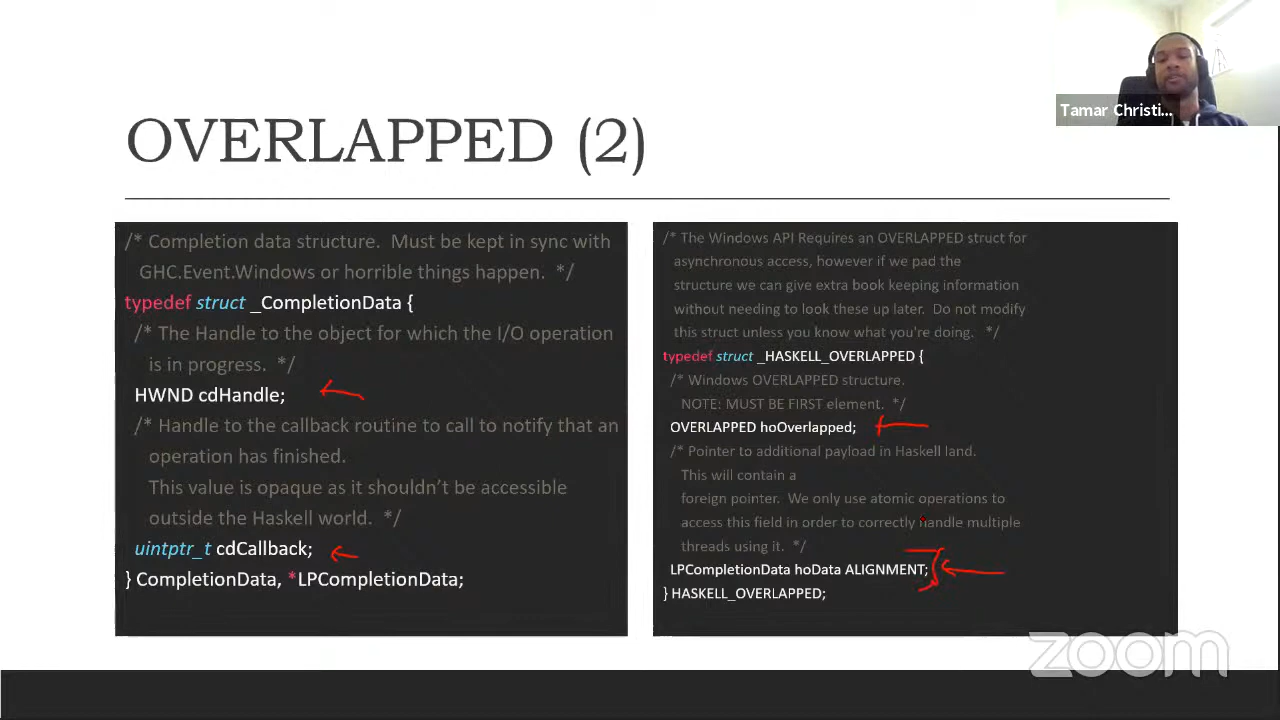 Tamar Christi...
OVERLAPPED (2)
/* Completion data structure. Must be kept in sync with
GHC.Event.Windows or horrible things happen. */
typedef struct _CompletionData {
/* The Handle to the object for which the I/O operation
is in progress. */
HWND cdHandle;
/* Handle to the callback routine to call to notify that an
operation has finished.
This value is opaque as it shouldn't be accessible
outside the Haskell world. */
uintptr_t cdCallback;
} CompletionData, *LPCompletionData;
/* The Windows API Requires an OVERLAPPED struct for
asynchronous access, however if we pad the
structure we can give extra book keeping information
without needing to look these up later. Do not modify
this struct unless you know what you're doing. */
typedef struct _HASKELL_OVERLAPPED {
/* Windows OVERLAPPED structure.
NOTE: MUST BE FIRST element. */
OVERLAPPED hoOverlapped;
/* Pointer to additional payload in Haskell land.
This will contain a
foreign pointer. We only use atomic operations to
access this field in order to correctly handle multiple
threads using it. */
LPCompletionData hoData ALIGNMENT;
} HASKELL_OVERLAPPED;
zoom